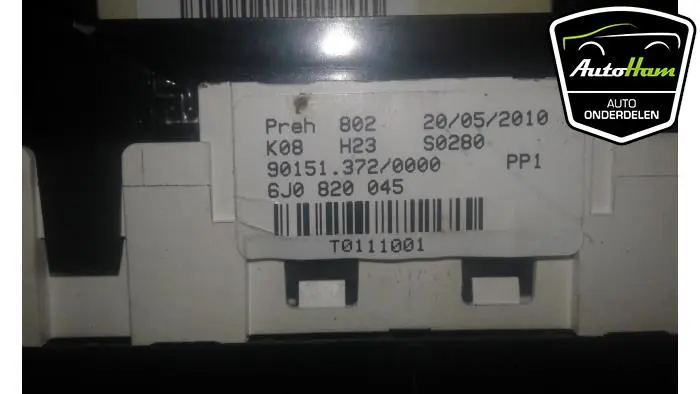 AutoHam
AUTO
ONDERDELEN
Preh 802 20/05/2010
K08 H23 S0280
90151.372/0000 PP1
6J0 820 045
T0111001